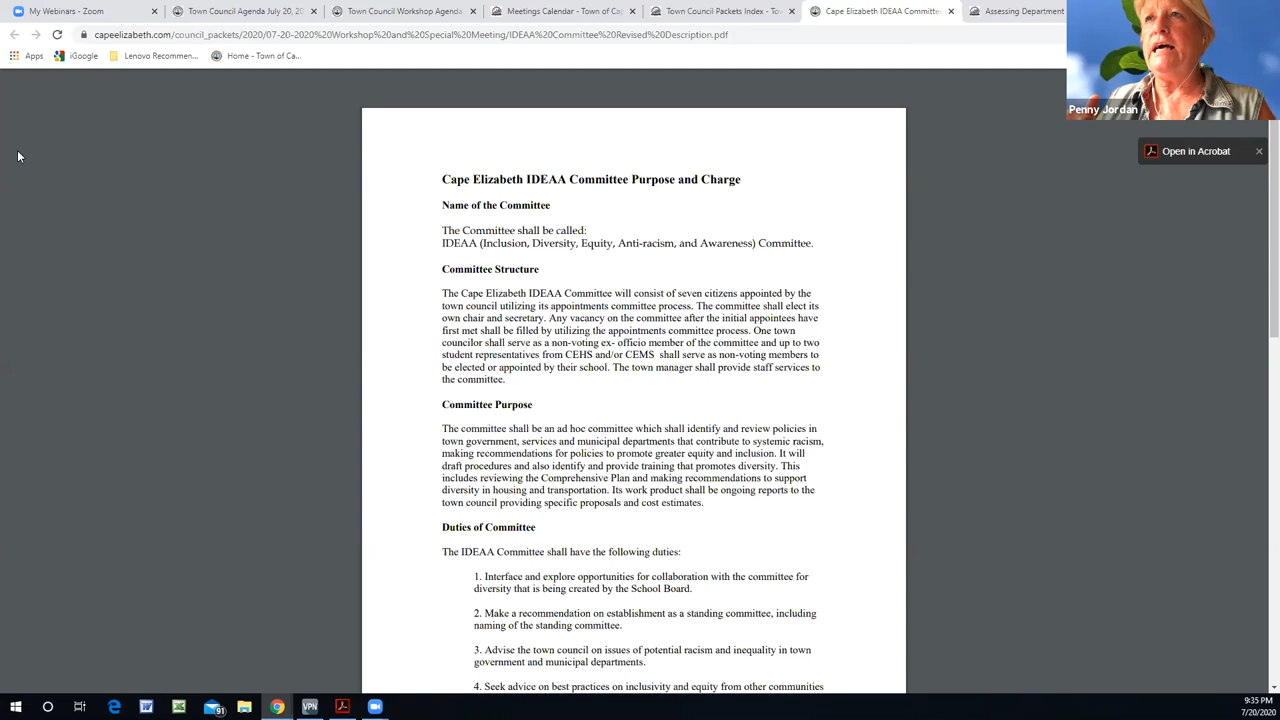 My Webinars - Zoom
Town Council Agenda July 20, 20
Town Council Workshop Agenda
Meetings Calendar - Town of Cap
Town Council Packets Index - Tow
Cape Elizabeth IDEAA Committee
Assessing Department
capeelizabeth.com/council_packets/2020/07-20-2020%20Workshop%20and%20Special%20Meeting/IDEAA%20Committee%20Revised%20Description.pdf
Apps
iGoogle
Lenovo Recommen...
Home - Town of Ca...
Penny Jordan
Open in Acrobat
Cape Elizabeth IDEAA Committee Purpose and Charge
Name of the Committee
The Committee shall be called:
IDEAA (Inclusion, Diversity, Equity, Anti-racism, and Awareness) Committee.
Committee Structure
The Cape Elizabeth IDEAA Committee will consist of seven citizens appointed by the
town council utilizing its appointments committee process. The committee shall elect its
own chair and secretary. Any vacancy on the committee after the initial appointees have
first met shall be filled by utilizing the appointments committee process. One town
councilor shall serve as a non-voting ex- officio member of the committee and up to two
student representatives from CEHS and/or CEMS shall serve as non-voting members to
be elected or appointed by their school. The town manager shall provide staff services to
the committee.
Committee Purpose
The committee shall be an ad hoc committee which shall identify and review policies in
town government, services and municipal departments that contribute to systemic racism,
making recommendations for policies to promote greater equity and inclusion. It will
draft procedures and also identify and provide training that promotes diversity. This
includes reviewing the Comprehensive Plan and making recommendations to support
diversity in housing and transportation. Its work product shall be ongoing reports to the
town council providing specific proposals and cost estimates.
Duties of Committee
The IDEAA Committee shall have the following duties:
1. Interface and explore opportunities for collaboration with the committee for
diversity that is being created by the School Board.
2. Make a recommendation on establishment as a standing committee, including
naming of the standing committee.
3. Advise the town council on issues of potential racism and inequality in town
government and municipal departments.
4. Seek advice on best practices on inclusivity and equity from other communities
91
VPN
9:35 PM
7/20/2020